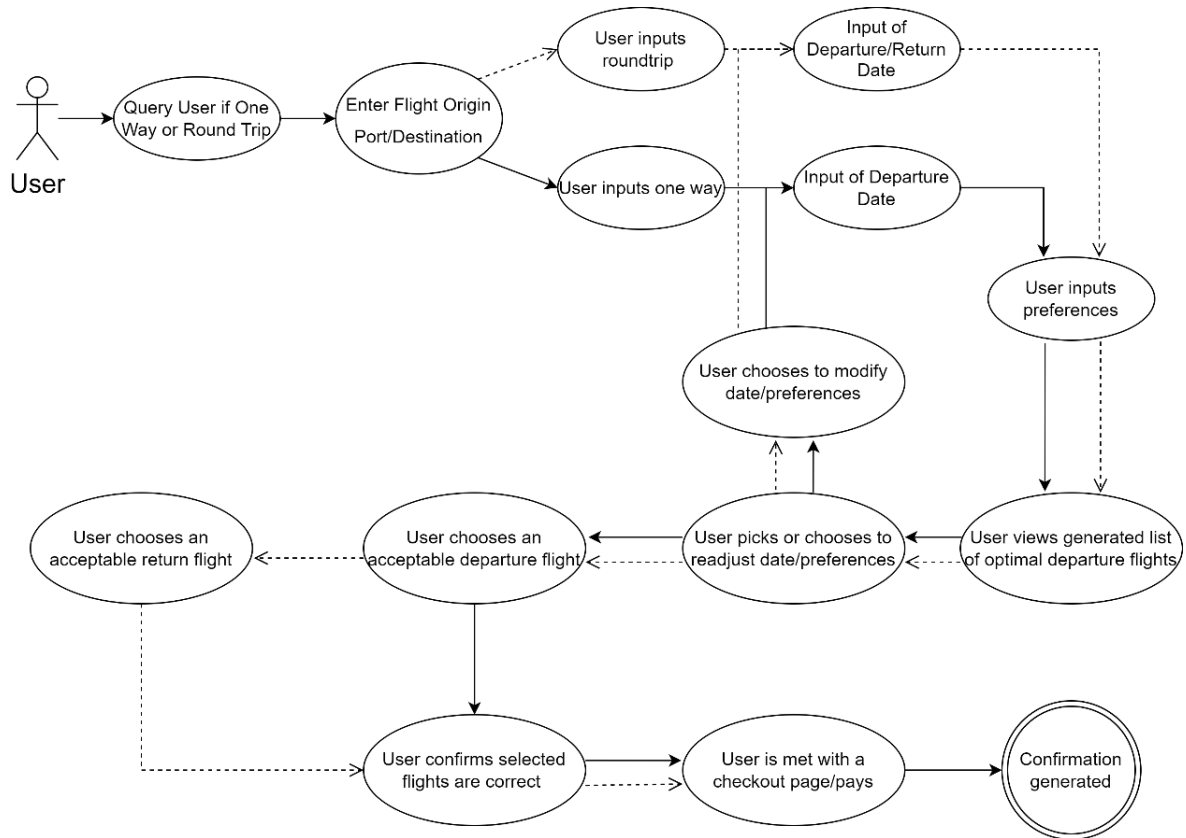 User
Query User if One
Way or Round Trip
Enter Flight Origin
Port/Destination
User inputs
roundtrip
Input of
Departure/Return
Date
User inputs one way
Input of Departure
Date
User inputs
preferences
User chooses to modify
date/preferences
User chooses an
acceptable return flight
User chooses an
acceptable departure flight
User picks or chooses to
readjust date/preferences
User views generated list
of optimal departure flights
User confirms selected
flights are correct
User is met with a
checkout page/pays
Confirmation
generated